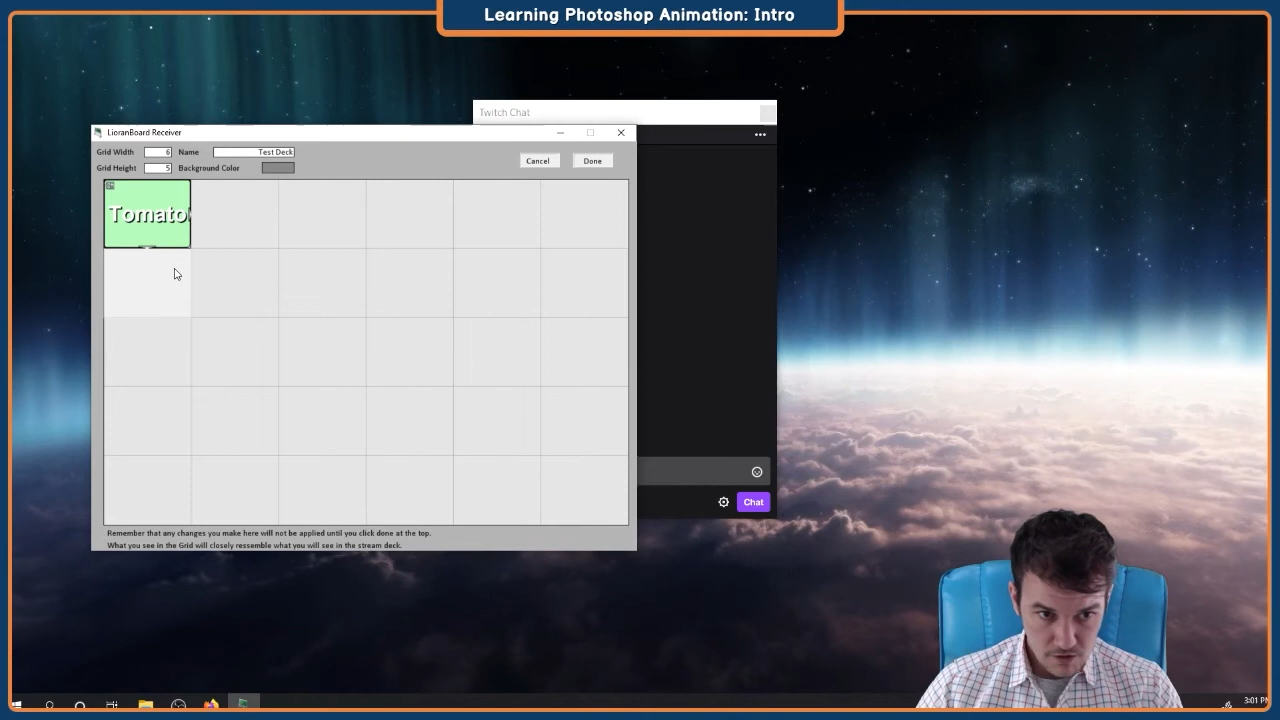 Learning Photoshop Animation: Intro
Twitch Chat
LioranBoard Receiver
Grid Width 6 Name Test Deck
Cancel Done
Grid Height 5 Background Color
Tomato
Remember that any changes you make here will not be applied until you click done at the top.
What you see in the Grid will closely ressemble what you will see in the stream deck.
Chat
3:01 PM